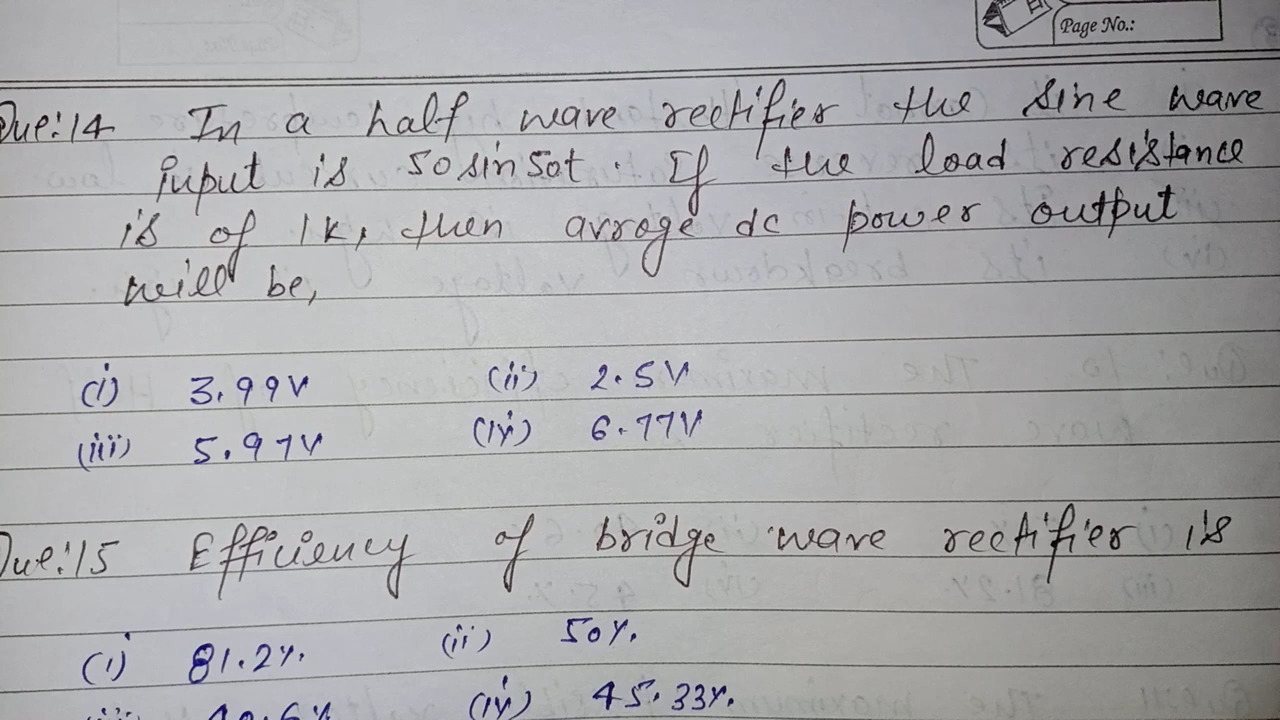 Page No.:
Que:14 In a half wave rectifier the sine wave
input is 50 sin 50t. If the load resistance
is of 1k, then avrage dc power output
will be,
(i) 3.99V (ii) 2.5V
(iii) 5.97V (iv) 6.77V
Que:15 Efficiency of bridge wave rectifier is
(i) 81.2%. (ii) 50%.
(iv) 45.33%.